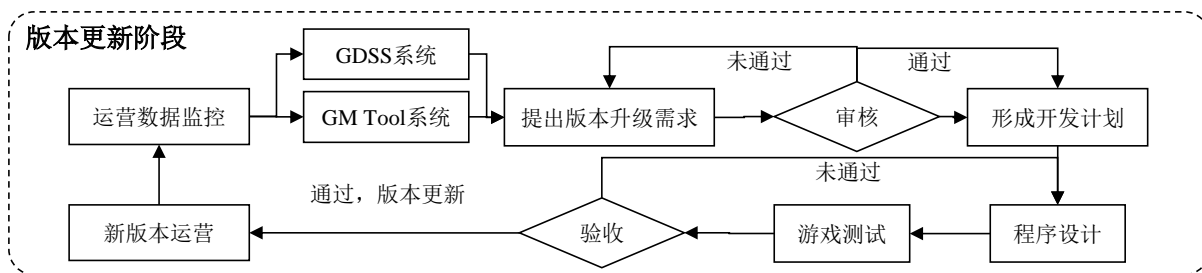 版本更新阶段
GDSS系统
未通过
通过
运营数据监控
GM Tool系统
提出版本升级需求
审核
形成开发计划
未通过
通过，版本更新
新版本运营
验收
游戏测试
程序设计